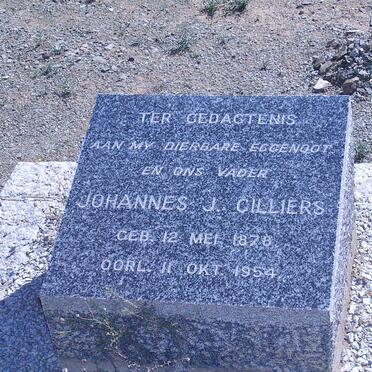 TER GEDAGTENIS
AAN MY DIERBARE EGGENOOT
EN ONS VADER
JOHANNES J. CILLIERS
GEB. 12 MEI 1878
OORL. 11 OKT. 1954